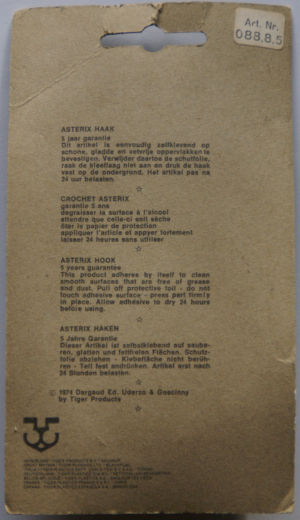 Art. Nr.
088.8.5
ASTERIX HAAK
5 jaar garantie
Dit artikel is eenvoudig zelfklevend op
schone, gladde en vetvrije oppervlakken te
bevestigen. Verwijder daartoe de schutfolie,
raak de kleeflaag niet aan en druk de haak
vast op de ondergrond. Het artikel pas na
24 uur belasten.
☆
CROCHET ASTERIX
garantie 5 ans
degraisser la surface à l'alcool
attendre que celle-ci soit sèche
ôter le papier de protection
appliquer l'article et appyer fortement
laisser 24 heures sans utiliser
☆
ASTERIX HOOK
5 years guarantee
This product adheres by itself to clean
smooth surfaces that are free of grease
and dust. Pull off protective foil - do not
touch adhesive surface - press part firmly
in place. Allow adhesive to dry 24 hours
before using.
☆
ASTERIX HAKEN
5 Jahre Garantie
Dieser Artikel ist selbstklebend auf saube-
ren, glatten und fettfreien Flächen. Schutz-
folie abziehen - Klebefläche nicht berüh-
ren - Teil fest andrücken. Artikel erst nach
24 Stunden belasten.
☆
© 1974 Dargaud Ed. Uderzo & Goscinny
by Tiger Products
☆